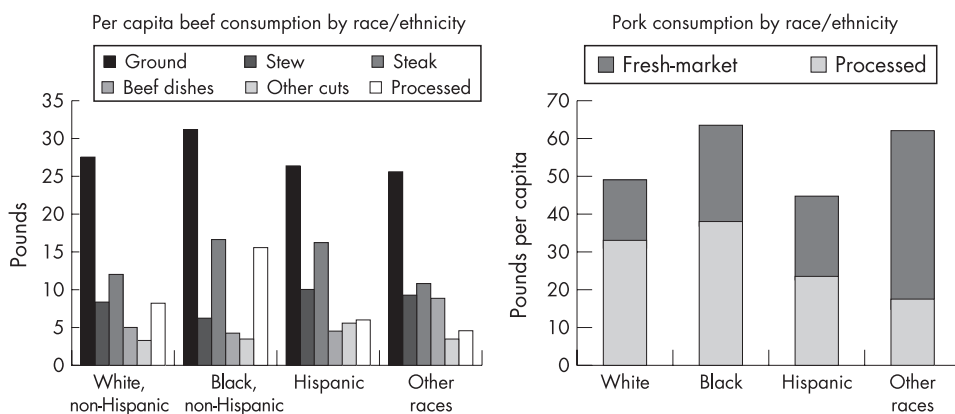 Per capita beef consumption by race/ethnicity
Ground Stew Steak
Beef dishes Other cuts Processed
35
30
25
20
15
10
5
0
Pounds
White, non-Hispanic
Black, non-Hispanic
Hispanic
Other races
Pork consumption by race/ethnicity
Fresh-market Processed
70
60
50
40
30
20
10
0
Pounds per capita
White
Black
Hispanic
Other races